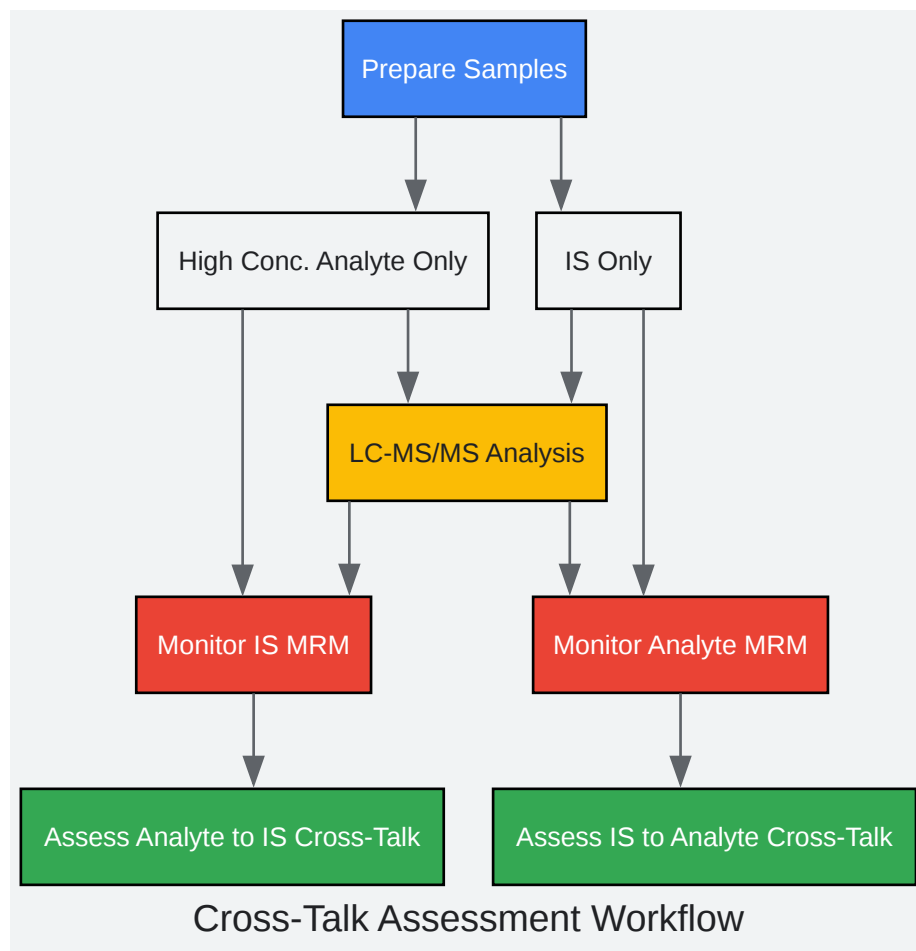 Prepare Samples
High Conc. Analyte Only
IS Only
LC-MS/MS Analysis
Monitor IS MRM
Monitor Analyte MRM
Assess Analyte to IS Cross-Talk
Assess IS to Analyte Cross-Talk
Cross-Talk Assessment Workflow